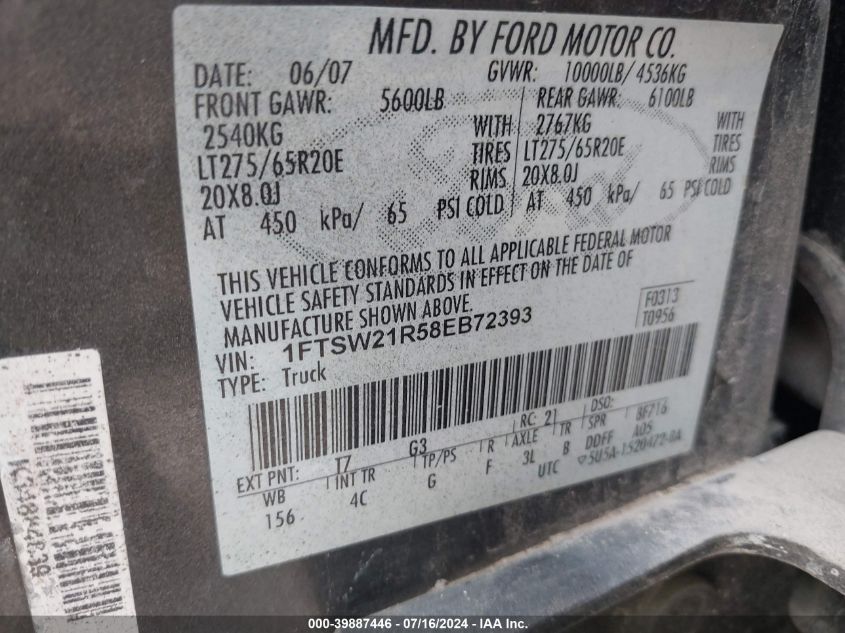 MFD. BY FORD MOTOR CO.
DATE: 06/07 GVWR: 10000LB/ 4536KG
FRONT GAWR: 5600LB REAR GAWR: 6100LB
2540KG WITH 2767KG WITH
LT275/65R20E TIRES LT275/65R20E TIRES
20X8.0J RIMS 20X8.0J RIMS
AT 450 kPa/ 65 PSI COLD AT 450 kPa/ 65 PSI COLD
THIS VEHICLE CONFORMS TO ALL APPLICABLE FEDERAL MOTOR
VEHICLE SAFETY STANDARDS IN EFFECT ON THE DATE OF
MANUFACTURE SHOWN ABOVE.
F0313
VIN: 1FTSW21R58EB72393
T0956
TYPE: Truck
EXT PNT: T7 G3 RC: 21 DSO:
WB INT TR TP/PS R AXLE TR SPR BF716
156 4C G F 3L B DDFF A05
UTC 5U5A-1520472-BA
000-39887446 - 07/16/2024 - IAA Inc.